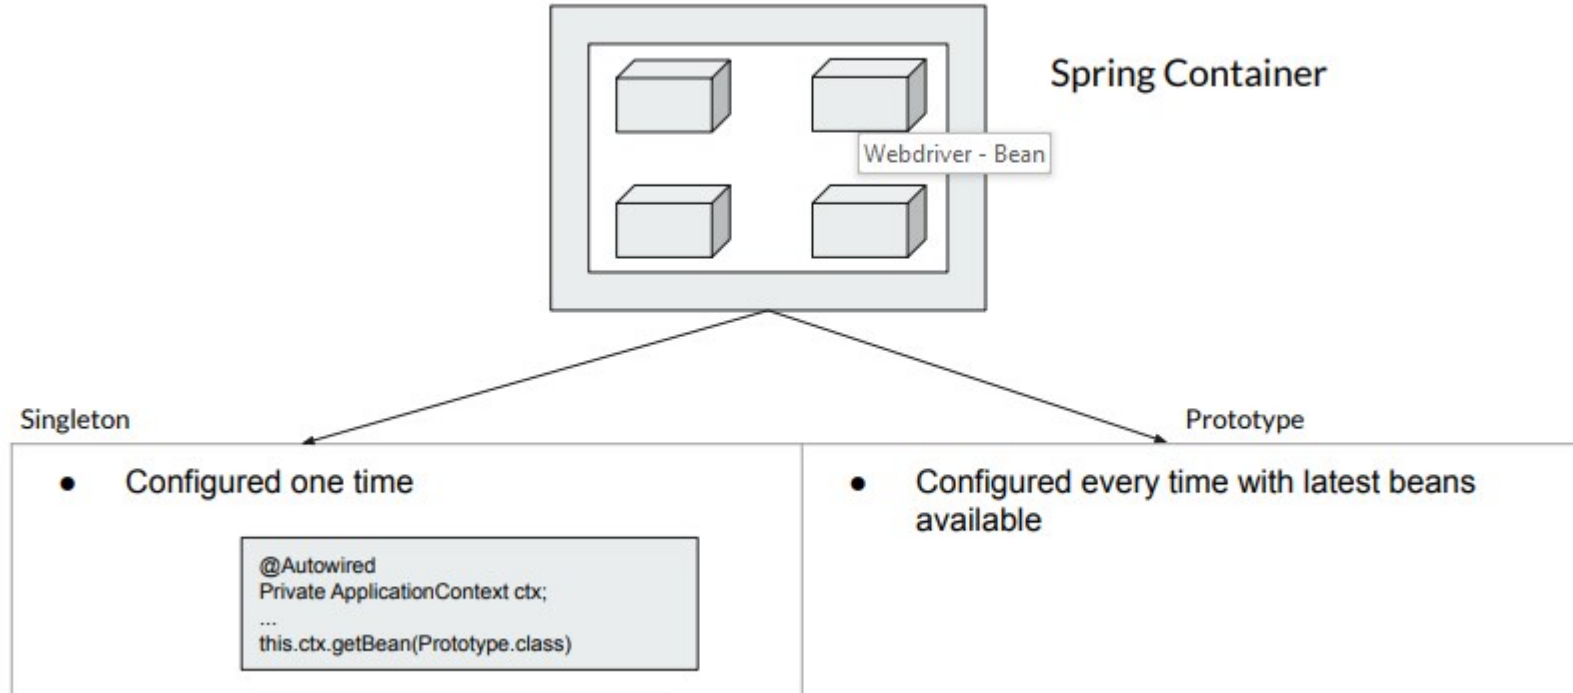 Spring Container
Webdriver - Bean
Singleton
Prototype
● Configured one time
● Configured every time with latest beans
available
@Autowired
Private ApplicationContext ctx;
...
this.ctx.getBean(Prototype.class)